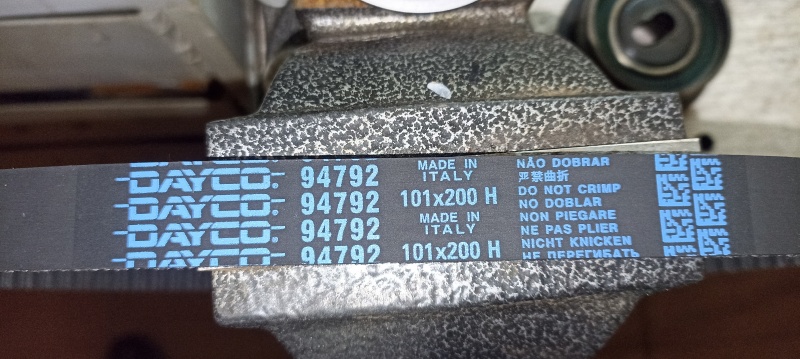 DAYCO. 94792
DAYCO. 94792
DAYCO. 94792
DAYCO. 94792
MADE IN
ITALY
101x200 H
MADE IN
ITALY
101x200 H
NÃO DOBRAR
严禁曲折
DO NOT CRIMP
NO DOBLAR
NON PIEGARE
NE PAS PLIER
NICHT KNICKEN
НЕ ПЕРЕГИБАТЬ